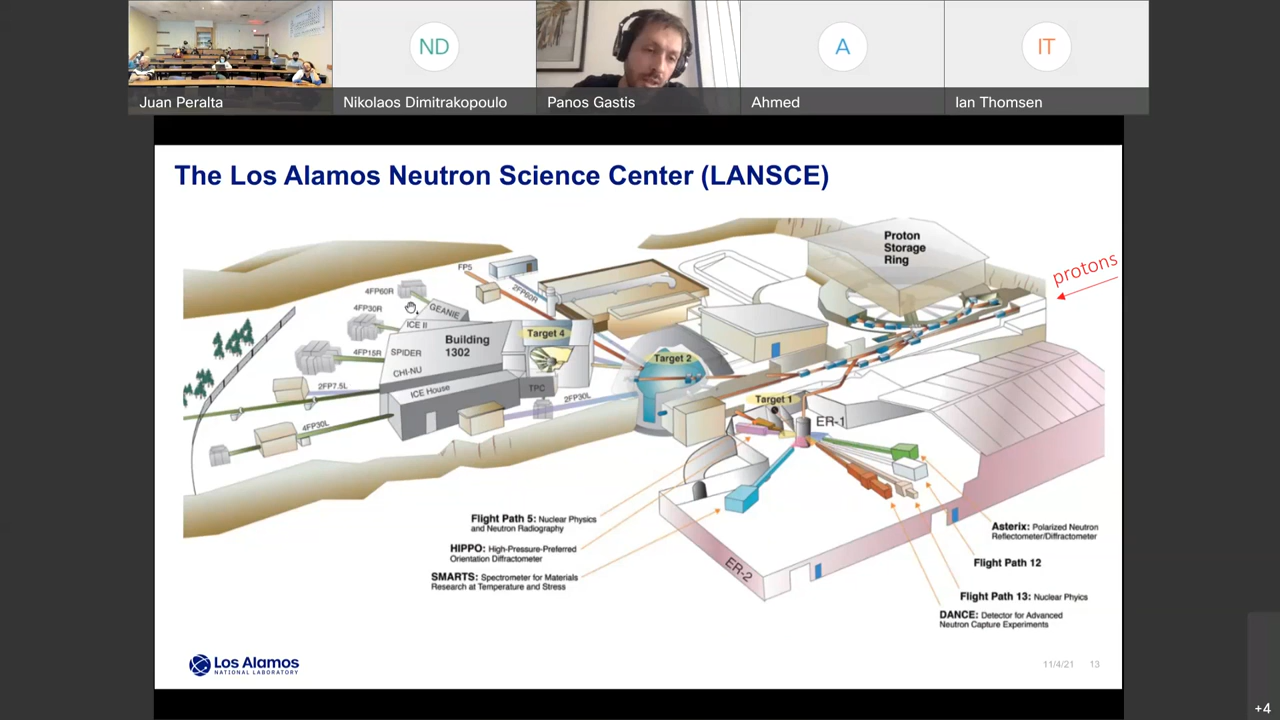 ND
A
IT
Juan Peralta
Nikolaos Dimitrakopoulo
Panos Gastis
Ahmed
Ian Thomsen
The Los Alamos Neutron Science Center (LANSCE)
Proton
Storage
Ring
protons
FP5
2FP60R
4FP60R
4FP30R
GEANIE
ICE II
Building
1302
Target 4
4FP15R
SPIDER
CHI-NU
Target 2
2FP7.5L
ICE House
TPC
2FP30L
4FP30L
Target 1
ER-1
Flight Path 5: Nuclear Physics
and Neutron Radiography
HIPPO: High-Pressure-Preferred
Orientation Diffractometer
SMARTS: Spectrometer for Materials
Research at Temperature and Stress
ER-2
Asterix: Polarized Neutron
Reflectometer/Diffractometer
Flight Path 12
Flight Path 13: Nuclear Phyics
DANCE: Detector for Advanced
Neutron Capture Experiments
Los Alamos
NATIONAL LABORATORY
11/4/21
13
+4